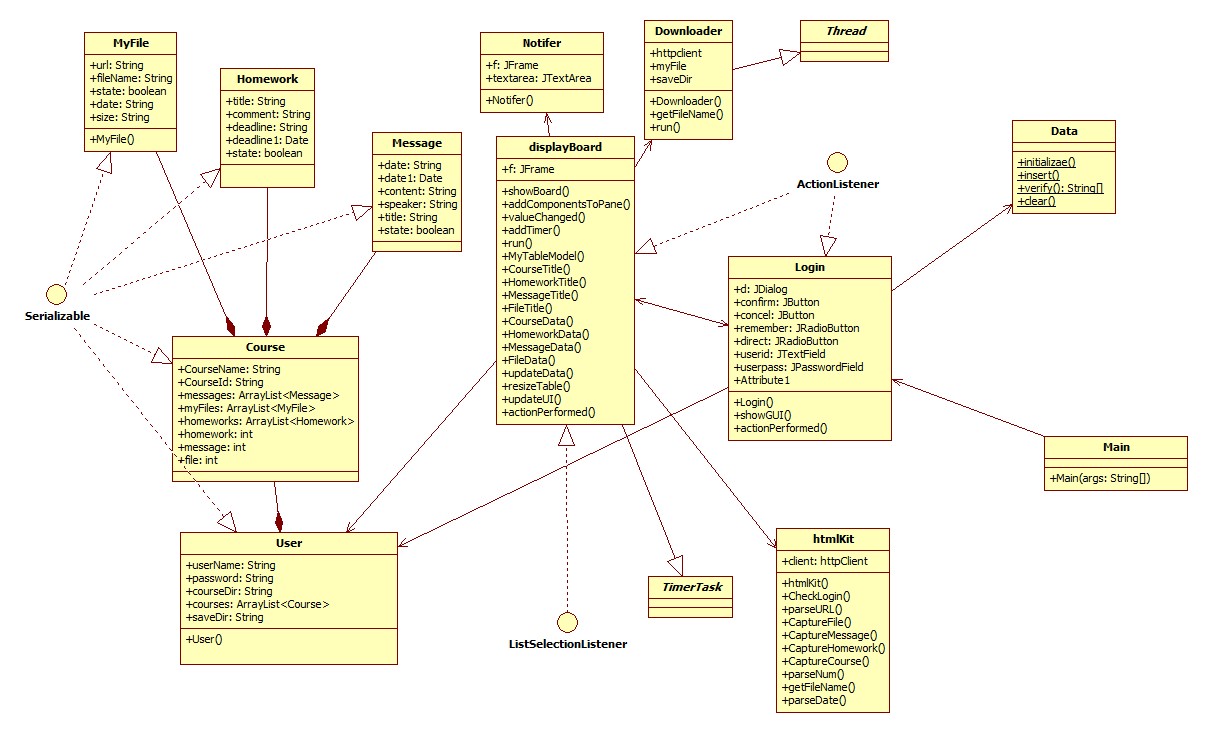 MyFile
+url: String
+fileName: String
+state: boolean
+date: String
+size: String
+MyFile()
Homework
+title: String
+comment: String
+deadline: String
+deadline1: Date
+state: boolean
Message
+date: String
+date1: Date
+content: String
+speaker: String
+title: String
+state: boolean
Notifer
+f: JFrame
+textarea: JTextArea
+Notifer()
Downloader
+httpclient
+myFile
+saveDir
+Downloader()
+getFileName()
+run()
Thread
displayBoard
+f: JFrame
+showBoard()
+addComponentsToPane()
+valueChanged()
+addTimer()
+run()
+MyTableModel()
+CourseTitle()
+HomeworkTitle()
+MessageTitle()
+FileTitle()
+CourseData()
+HomeworkData()
+MessageData()
+FileData()
+updateData()
+resizeTable()
+updateUI()
+actionPerformed()
ActionListener
Data
+initializae()
+insert()
+verify(): String[]
+clear()
Login
+d: JDialog
+confirm: JButton
+concel: JButton
+remember: JRadioButton
+direct: JRadioButton
+userid: JTextField
+userpass: JPasswordField
+Attribute1
+Login()
+showGUI()
+actionPerformed()
Serializable
Course
+CourseName: String
+CourseId: String
+messages: ArrayList<Message>
+myFiles: ArrayList<MyFile>
+homeworks: ArrayList<Homework>
+homework: int
+message: int
+file: int
Main
+Main(args: String[])
User
+userName: String
+password: String
+courseDir: String
+courses: ArrayList<Course>
+saveDir: String
+User()
ListSelectionListener
TimerTask
htmlKit
+client: httpClient
+htmlKit()
+CheckLogin()
+parseURL()
+CaptureFile()
+CaptureMessage()
+CaptureHomework()
+CaptureCourse()
+parseNum()
+getFileName()
+parseDate()